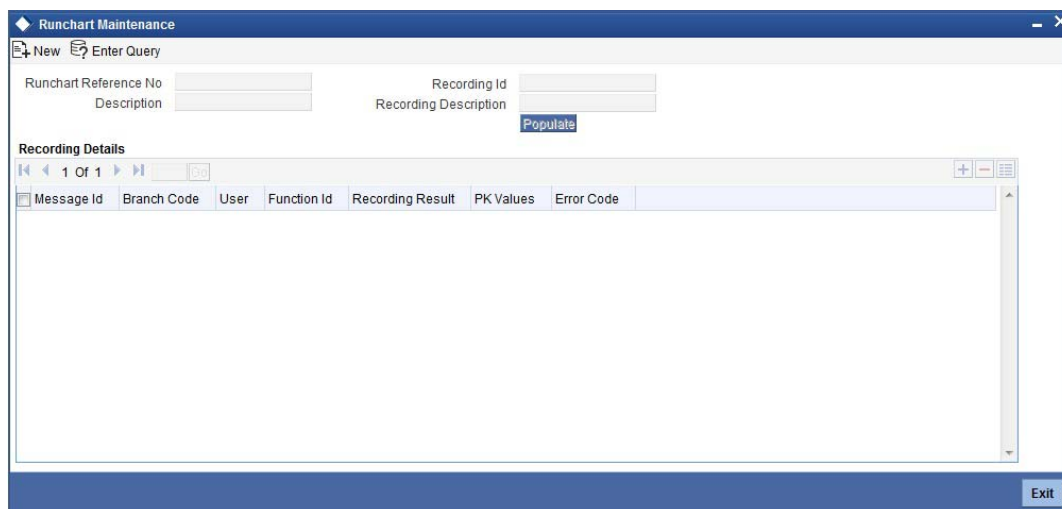 Runchart Maintenance
New Enter Query
Runchart Reference No Recording Id
Description Recording Description
Populate
Recording Details
1 Of 1 Go
Message Id Branch Code User Function Id Recording Result PK Values Error Code
Exit